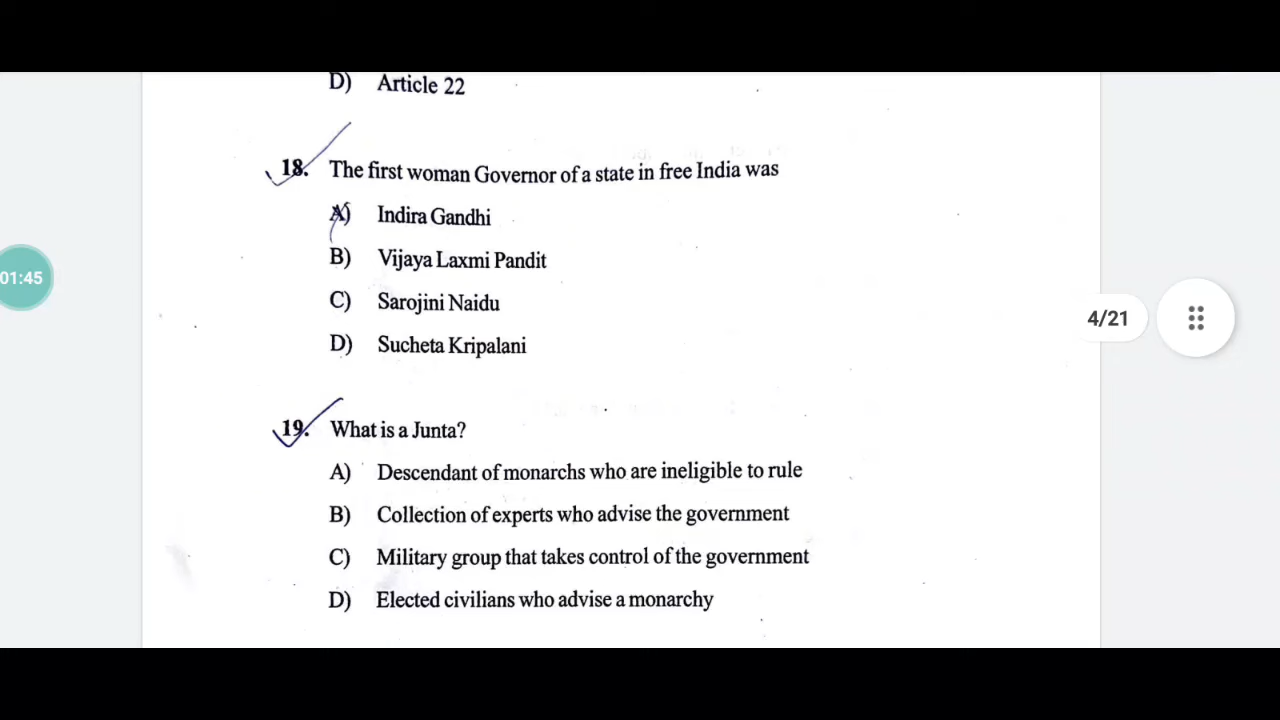 D) Article 22
18. The first woman Governor of a state in free India was
A) Indira Gandhi
B) Vijaya Laxmi Pandit
C) Sarojini Naidu
D) Sucheta Kripalani
01:45
4/21
19. What is a Junta?
A) Descendant of monarchs who are ineligible to rule
B) Collection of experts who advise the government
C) Military group that takes control of the government
D) Elected civilians who advise a monarchy